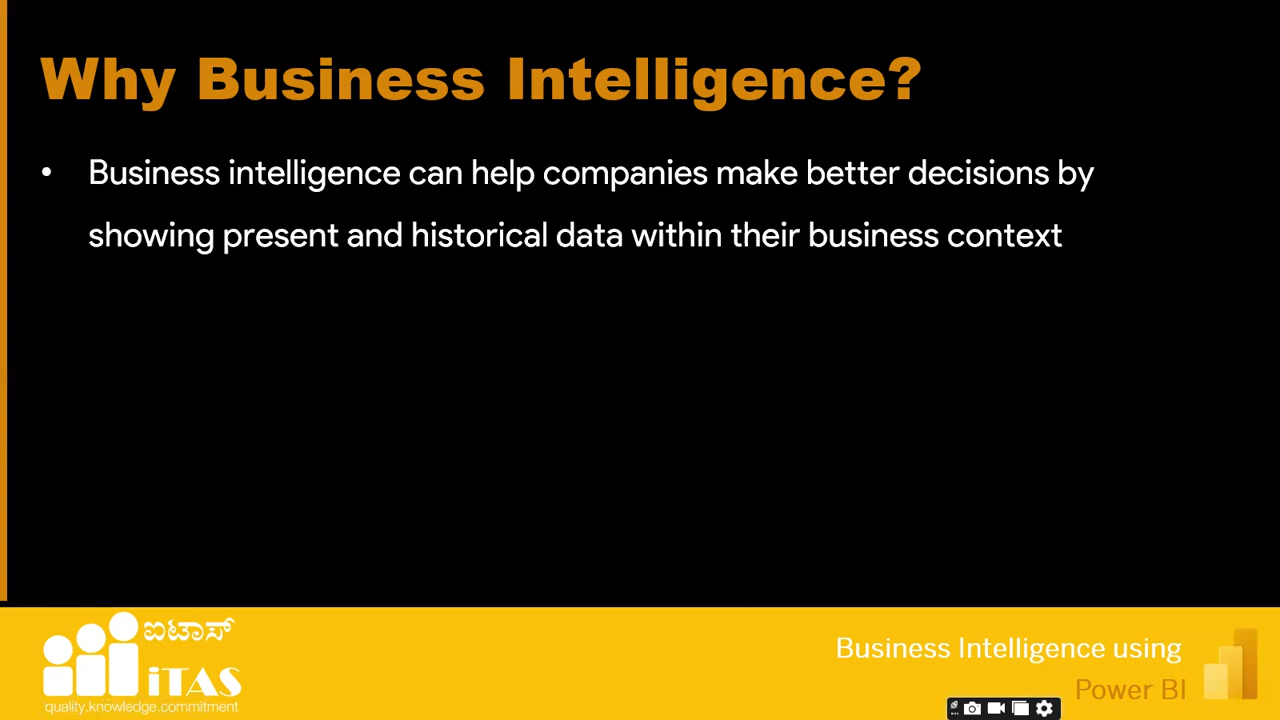 Why Business Intelligence?
• Business intelligence can help companies make better decisions by
showing present and historical data within their business context
ಐಟಾಸ್
iTAS
quality.knowledge.commitment
Business Intelligence using
Power BI